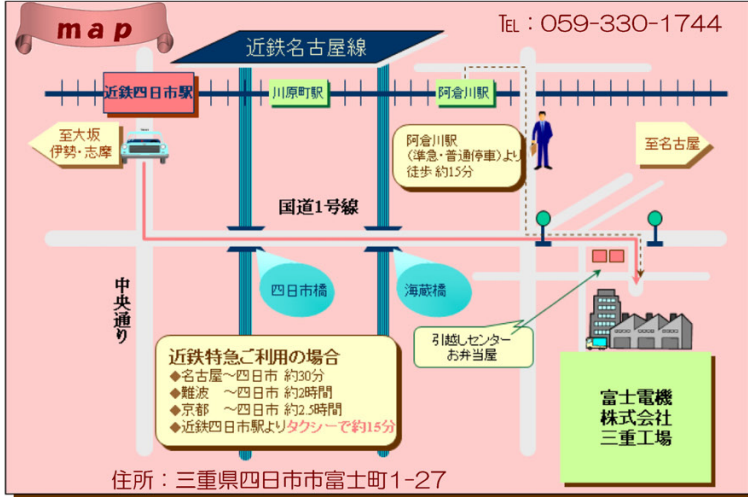 map
TEL：059-330-1744
近鉄名古屋線
近鉄四日市駅
川原町駅
阿倉川駅
至大坂
伊勢・志摩
阿倉川駅
（準急・普通停車）より
徒歩 約15分
至名古屋
国道1号線
中央通り
四日市橋
海蔵橋
引越しセンター
お弁当屋
近鉄特急ご利用の場合
◆名古屋～四日市 約30分
◆難波　～四日市 約2時間
◆京都　～四日市 約2.5時間
◆近鉄四日市駅よりタクシーで約15分
富士電機
株式会社
三重工場
住所：三重県四日市市富士町1-27